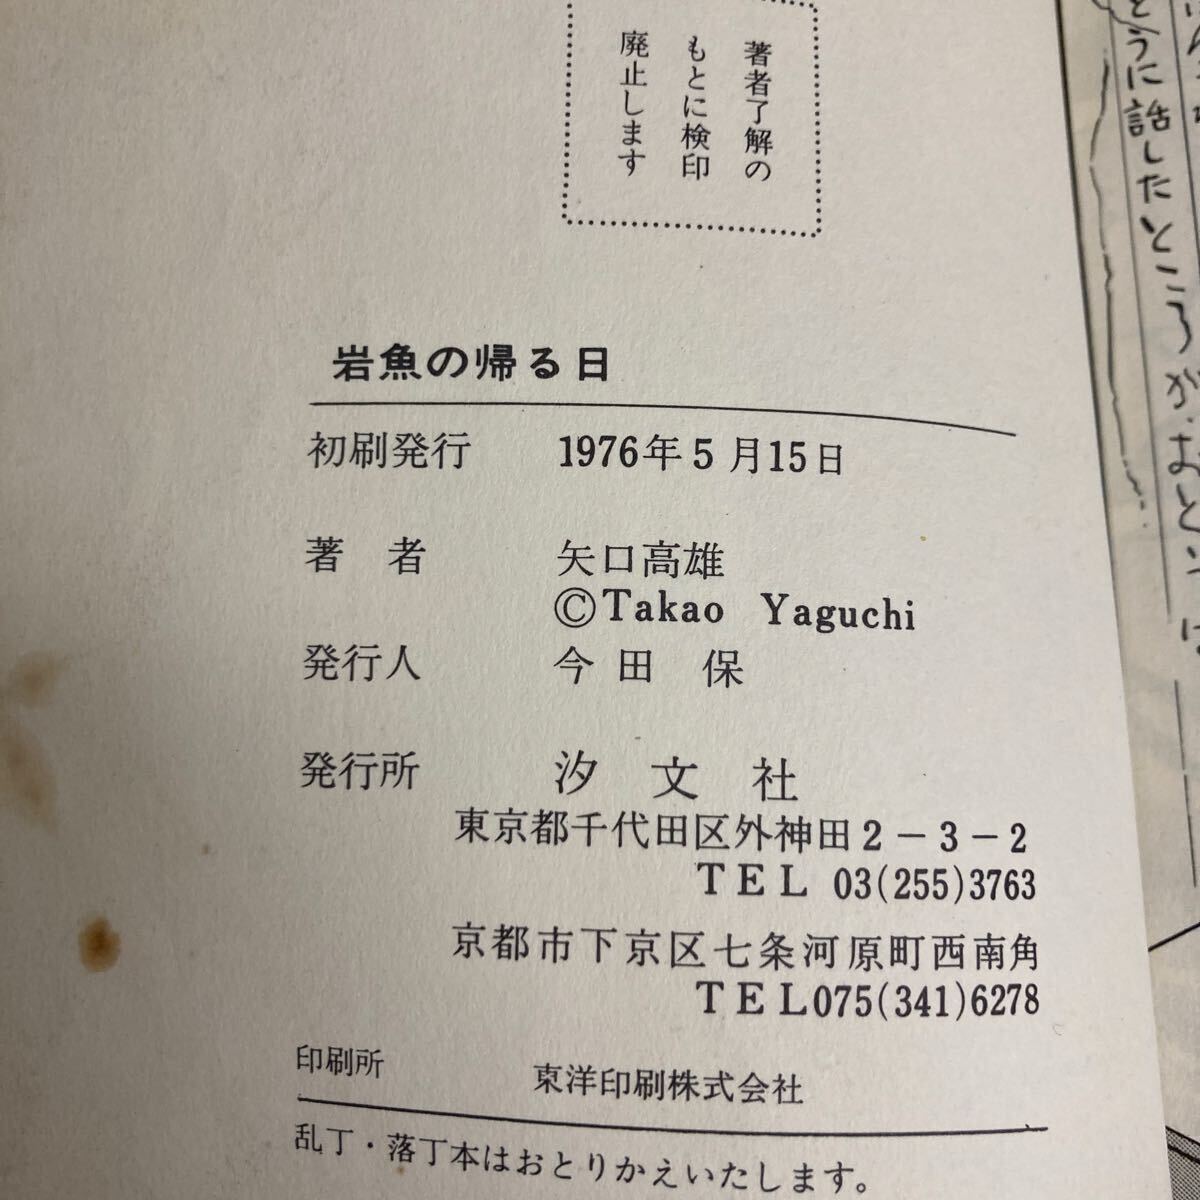 著者了解の
もとに検印
廃止します
岩魚の帰る日
初刷発行 1976年5月15日
著者 矢口高雄
©Takao Yaguchi
発行人 今田保
発行所 汐文社
東京都千代田区外神田2-3-2
TEL 03(255)3763
京都市下京区七条河原町西南角
TEL075(341)6278
印刷所 東洋印刷株式会社
乱丁・落丁本はおとりかえいたします。
うに話したところが、おとう